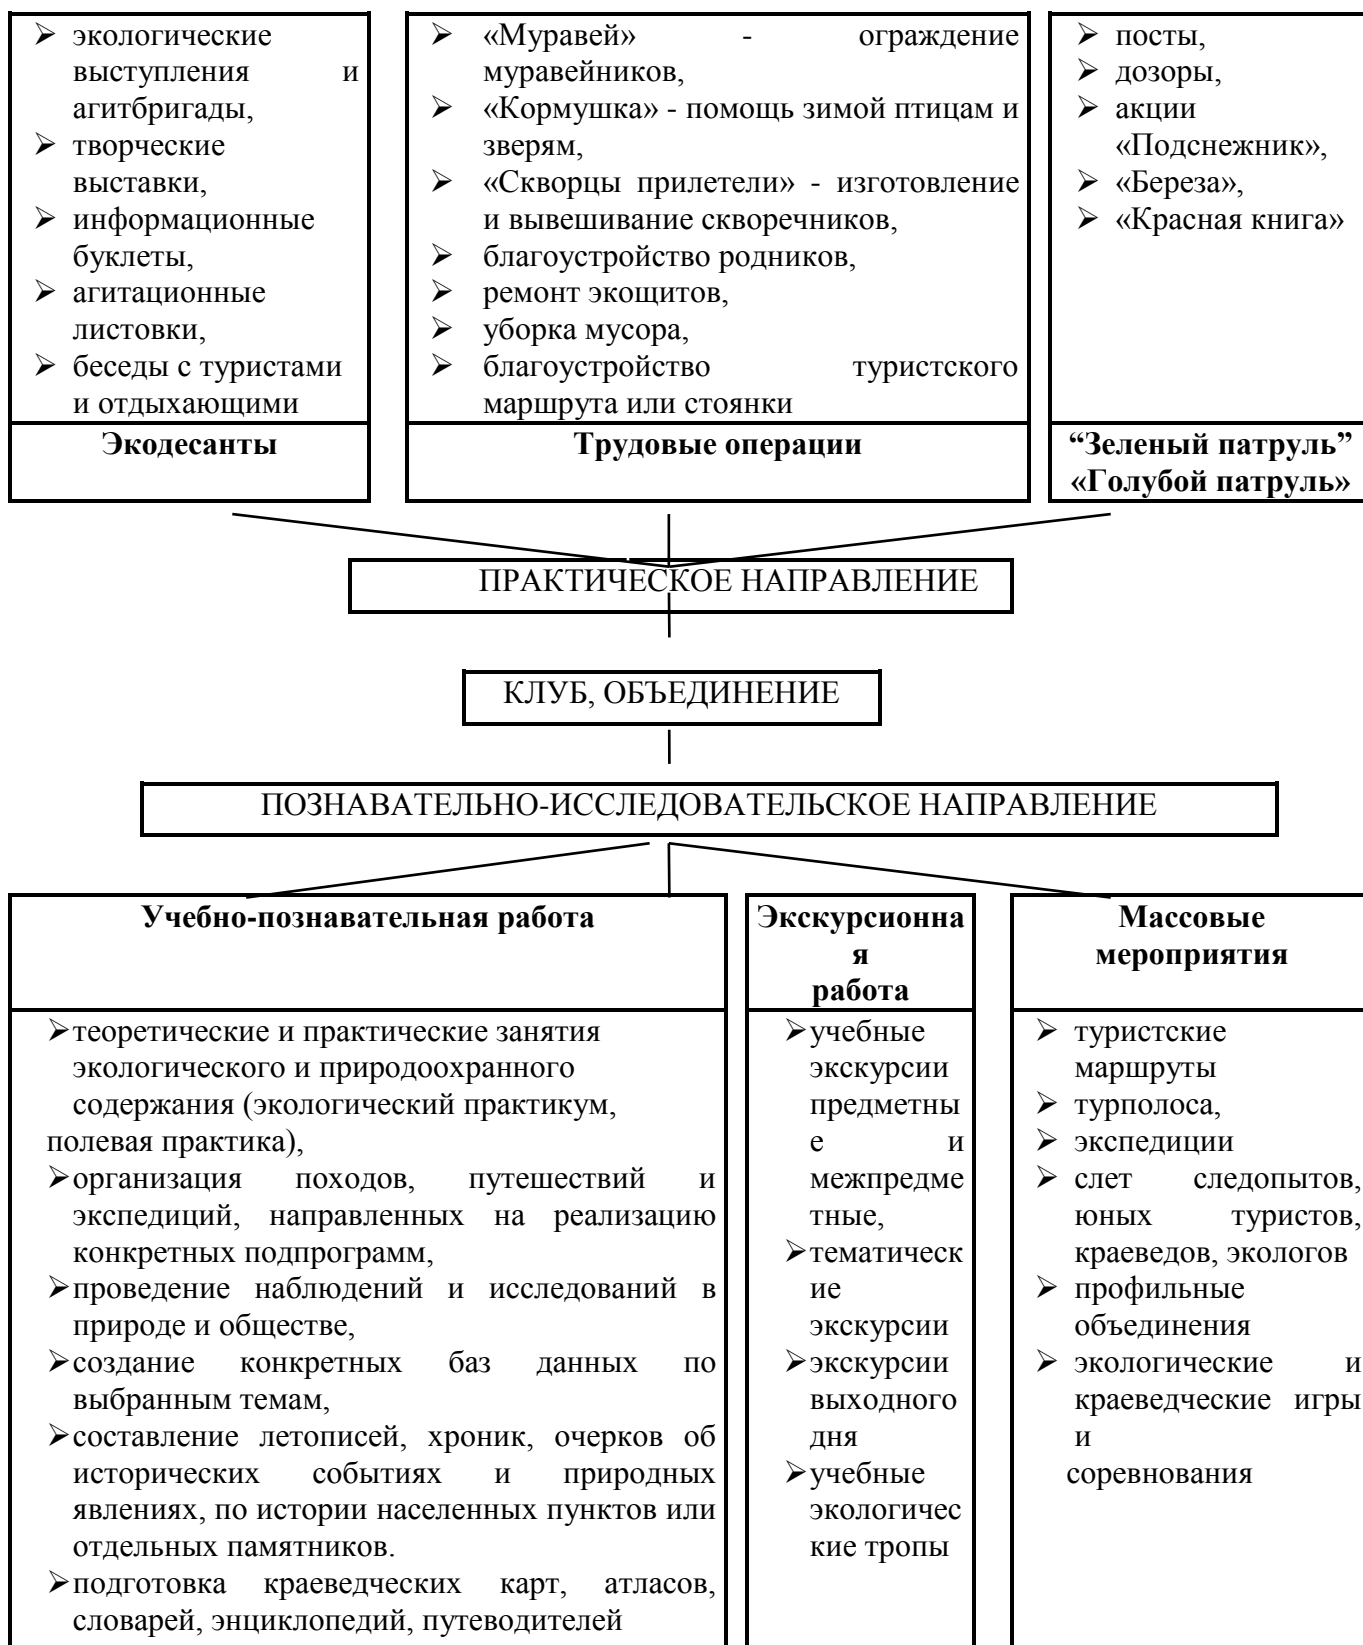 экологические
выступления и
агитбригады,
творческие
выставки,
информационные
буклеты,
агитационные
листовки,
беседы с туристами
и отдыхающими
Экодесанты
«Муравей» - ограждение
муравейников,
«Кормушка» - помощь зимой птицам и
зверям,
«Скворцы прилетели» - изготовление
и вывешивание скворечников,
благоустройство родников,
ремонт экощитов,
уборка мусора,
благоустройство туристского
маршрута или стоянки
Трудовые операции
посты,
дозоры,
акции
«Подснежник»,
«Береза»,
«Красная книга»
“Зеленый патруль”
«Голубой патруль»
ПРАКТИЧЕСКОЕ НАПРАВЛЕНИЕ
КЛУБ, ОБЪЕДИНЕНИЕ
ПОЗНАВАТЕЛЬНО-ИССЛЕДОВАТЕЛЬСКОЕ НАПРАВЛЕНИЕ
Учебно-познавательная работа
теоретические и практические занятия
экологического и природоохранного
содержания (экологический практикум,
полевая практика),
организация походов, путешествий и
экспедиций, направленных на реализацию
конкретных подпрограмм,
проведение наблюдений и исследований в
природе и обществе,
создание конкретных баз данных по
выбранным темам,
составление летописей, хроник, очерков об
исторических событиях и природных
явлениях, по истории населенных пунктов или
отдельных памятников.
подготовка краеведческих карт, атласов,
словарей, энциклопедий, путеводителей
Экскурсионна
я
работа
учебные
экскурсии
предметны
е и
межпредме
тные,
тематическ
ие
экскурсии
экскурсии
выходного
дня
учебные
экологичес
кие тропы
Массовые
мероприятия
туристские
маршруты
турполоса,
экспедиции
слет следопытов,
юных туристов,
краеведов, экологов
профильные
объединения
экологические и
краеведческие игры
и
соревнования